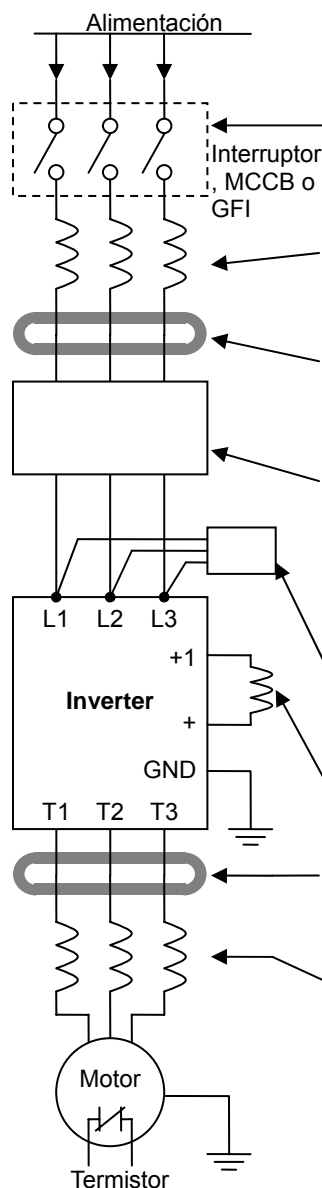 Alimentación
Interruptor
, MCCB o
GFI
L1 L2 L3
+1
Inverter
+
GND
T1 T2 T3
Motor
Termistor